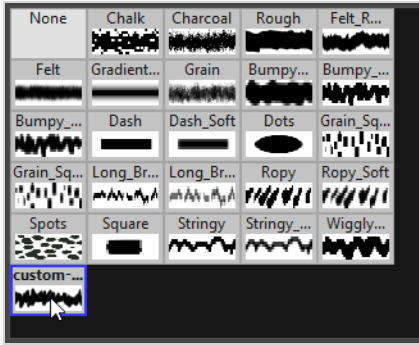 None Chalk Charcoal Rough Felt_R...
Felt Gradient... Grain Bumpy... Bumpy_...
Bumpy_... Dash Dash_Soft Dots Grain_Sq...
Grain_Sq... Long_Br... Long_Br... Ropy Ropy_Soft
Spots Square Stringy Stringy_... Wiggly...
custom-...